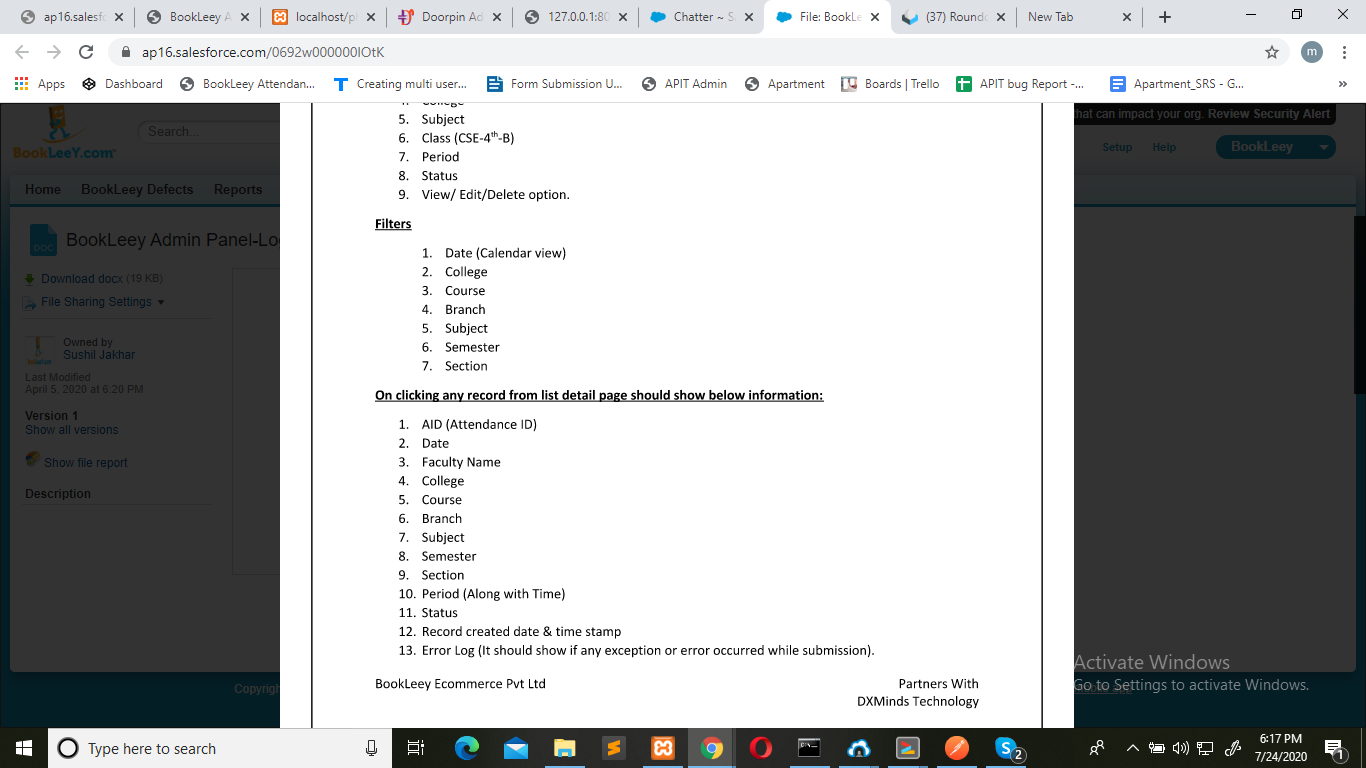 ap16.salesfo
BookLeey A
localhost/ph
Doorpin Ad
127.0.0.1:80
Chatter ~ S
File: BookLe
(37) Round
New Tab
ap16.salesforce.com/0692w000000IOtK
m
Apps
Dashboard
BookLeey Attendan...
Creating multi user...
Form Submission U...
APIT Admin
Apartment
Boards | Trello
APIT bug Report -...
Apartment_SRS - G...
»
BookLeeY.com
Search...
that can impact your org. Review Security Alert
Setup
Help
BookLeey
Home
BookLeey Defects
Reports
DOC
BookLeey Admin Panel-Lo
Download docx (19 KB)
File Sharing Settings
Owned by
Sushil Jakhar
Last Modified
April 5, 2020 at 6:20 PM
Version 1
Show all versions
Show file report
Description
Copyrigh
4. College
5. Subject
6. Class (CSE-4th-B)
7. Period
8. Status
9. View/ Edit/Delete option.
Filters
1. Date (Calendar view)
2. College
3. Course
4. Branch
5. Subject
6. Semester
7. Section
On clicking any record from list detail page should show below information:
1. AID (Attendance ID)
2. Date
3. Faculty Name
4. College
5. Course
6. Branch
7. Subject
8. Semester
9. Section
10. Period (Along with Time)
11. Status
12. Record created date & time stamp
13. Error Log (It should show if any exception or error occurred while submission).
BookLeey Ecommerce Pvt Ltd
Partners With
DXMinds Technology
Activate Windows
Go to Settings to activate Windows.
Type here to search
2
6:17 PM
7/24/2020
1